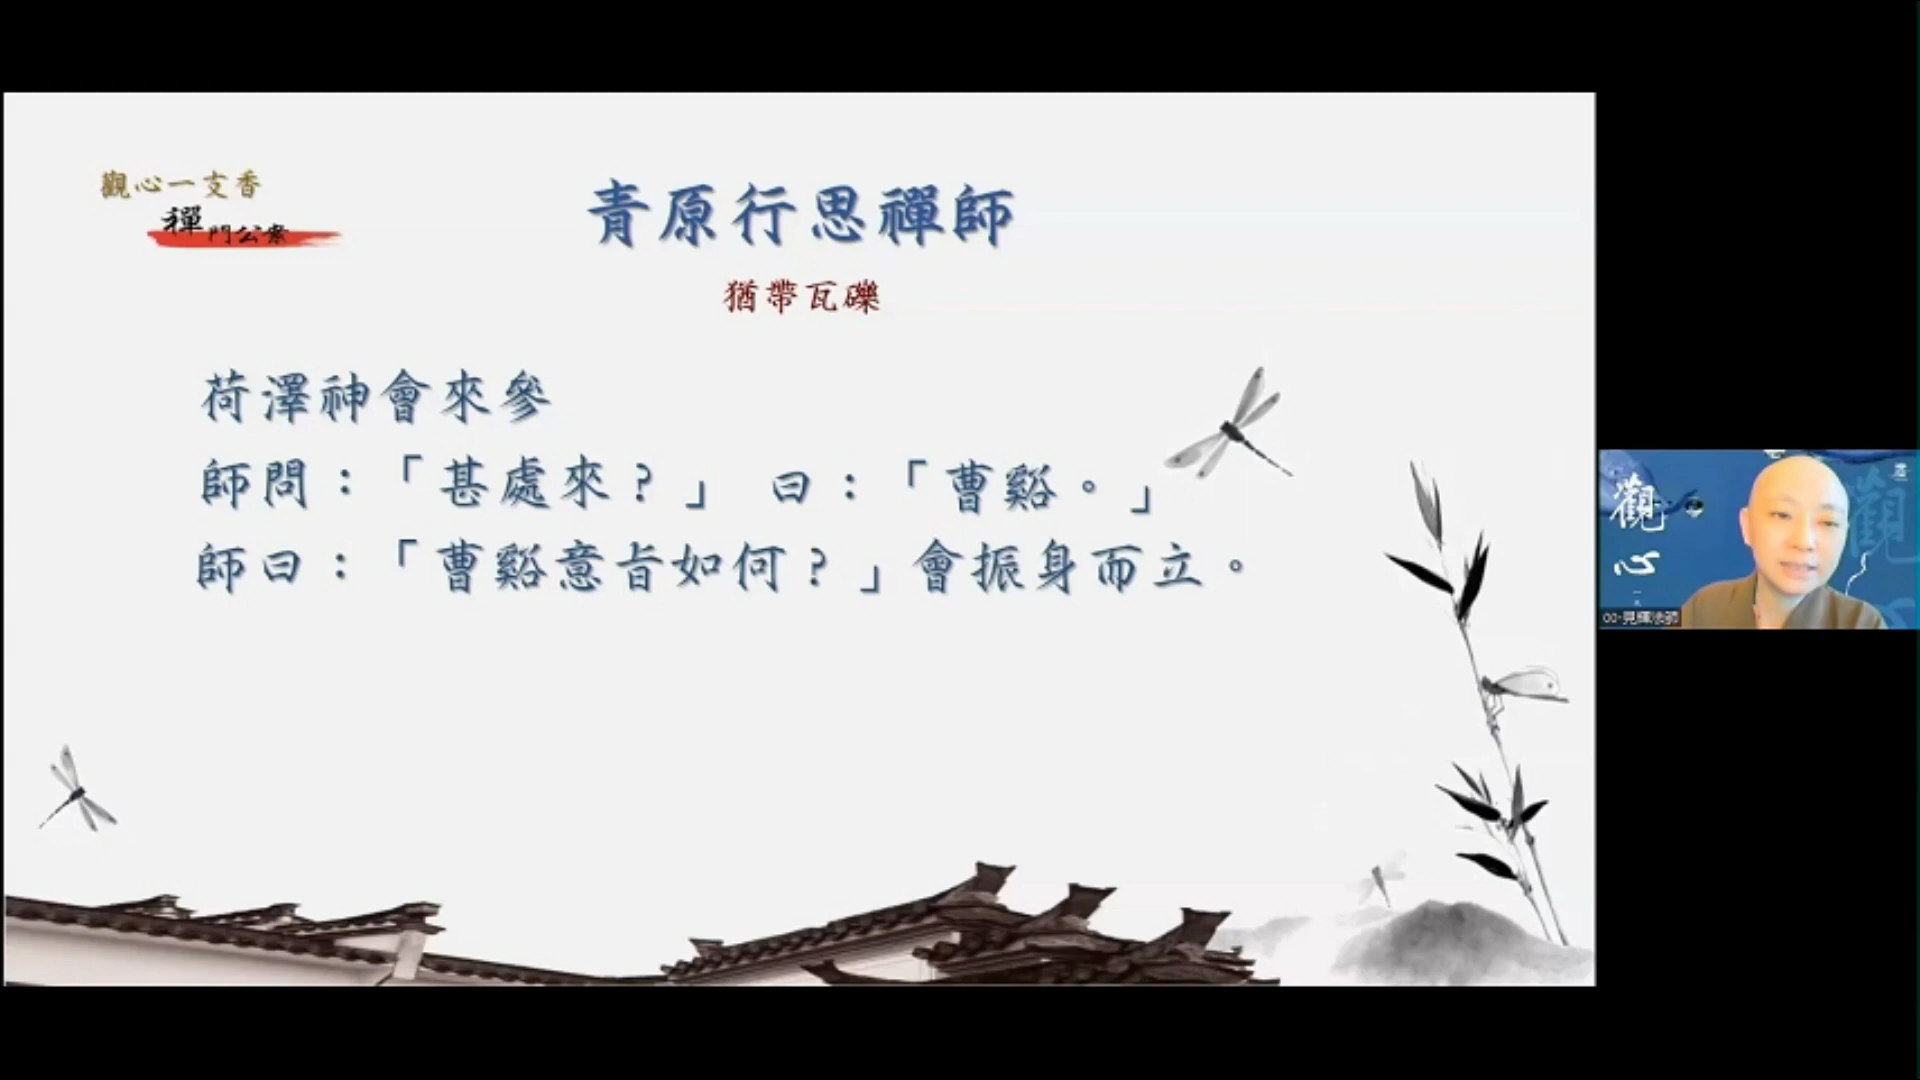 觀心一支香
禪門公案
青原行思禪師
猶帶瓦礫
荷澤神會來參
師問：「甚處來？」 曰：「曹谿。」
師曰：「曹谿意旨如何？」會振身而立。
觀心
觀